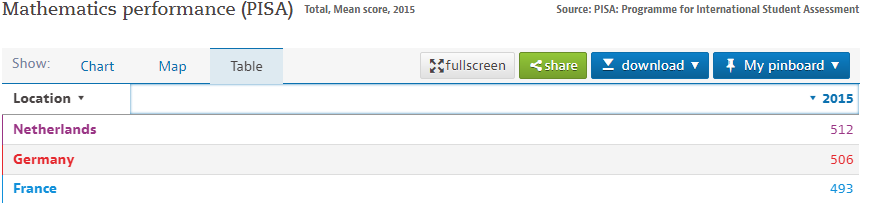 Mathematics performance (PISA) Total, Mean score, 2015 Source: PISA: Programme for International Student Assessment
Show: Chart Map Table fullscreen share download My pinboard
Location 2015
Netherlands 512
Germany 506
France 493